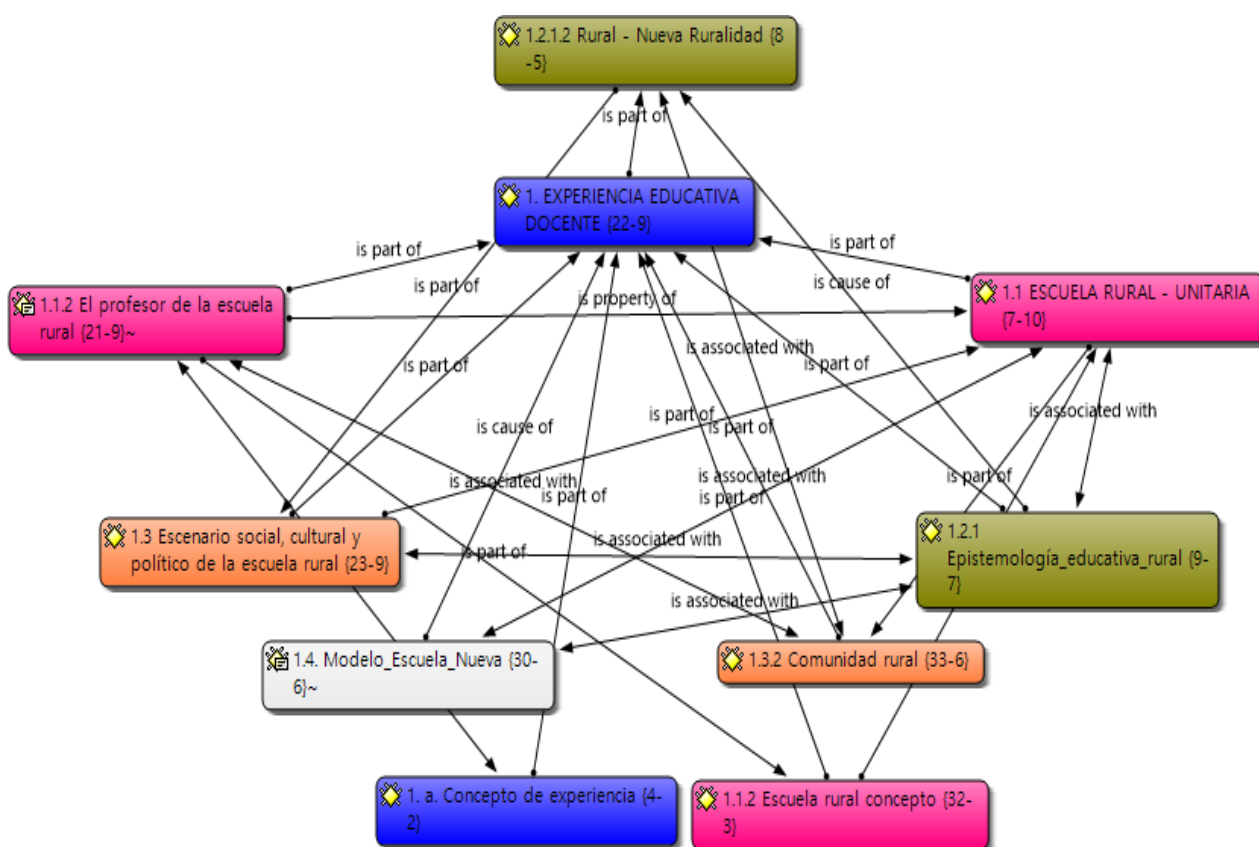 1.2.1.2 Rural - Nueva Ruralidad {8
-5}
is part of
1. EXPERIENCIA EDUCATIVA
DOCENTE {22-9}
is part of
is part of
is part of
is cause of
1.1.2 El profesor de la escuela
rural {21-9}~
is property of
1.1 ESCUELA RURAL - UNITARIA
{7-10}
is associated with
is part of
is part of
is cause of
is part of
is part of
is associated with
is associated with
is associated with
is part of
is part of
is part of
1.3 Escenario social, cultural y
político de la escuela rural {23-9}
is part of
is associated with
1.2.1
Epistemología_educativa_rural {9-
7}
is associated with
1.4. Modelo_Escuela_Nueva {30-
6}~
1.3.2 Comunidad rural {33-6}
1. a. Concepto de experiencia {4-
2}
1.1.2 Escuela rural concepto {32-
3}